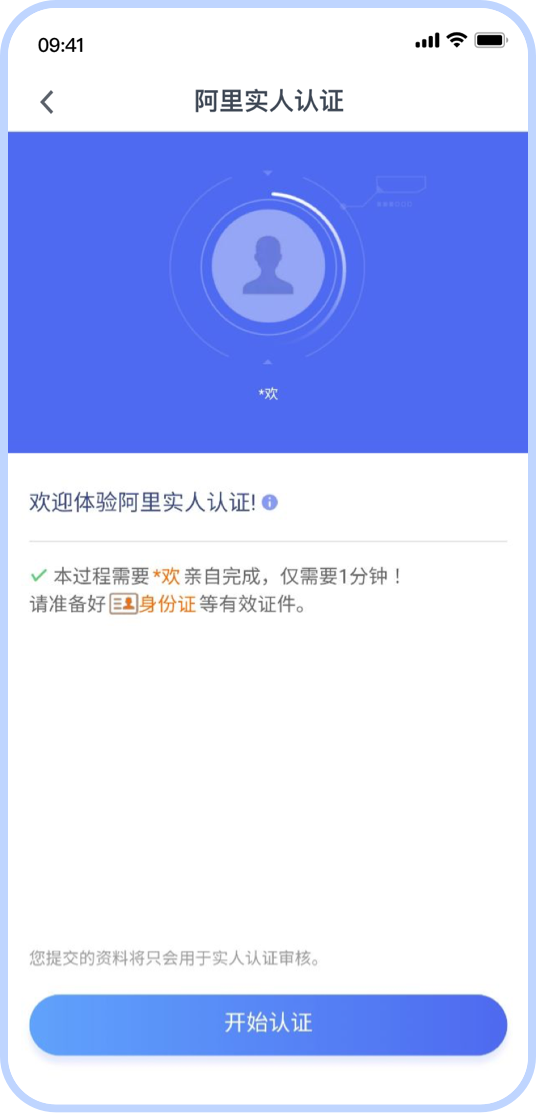 09:41
阿里实人认证
*欢
欢迎体验阿里实人认证!
本过程需要*欢亲自完成，仅需要1分钟！
请准备好身份证等有效证件。
您提交的资料将只会用于实人认证审核。
开始认证